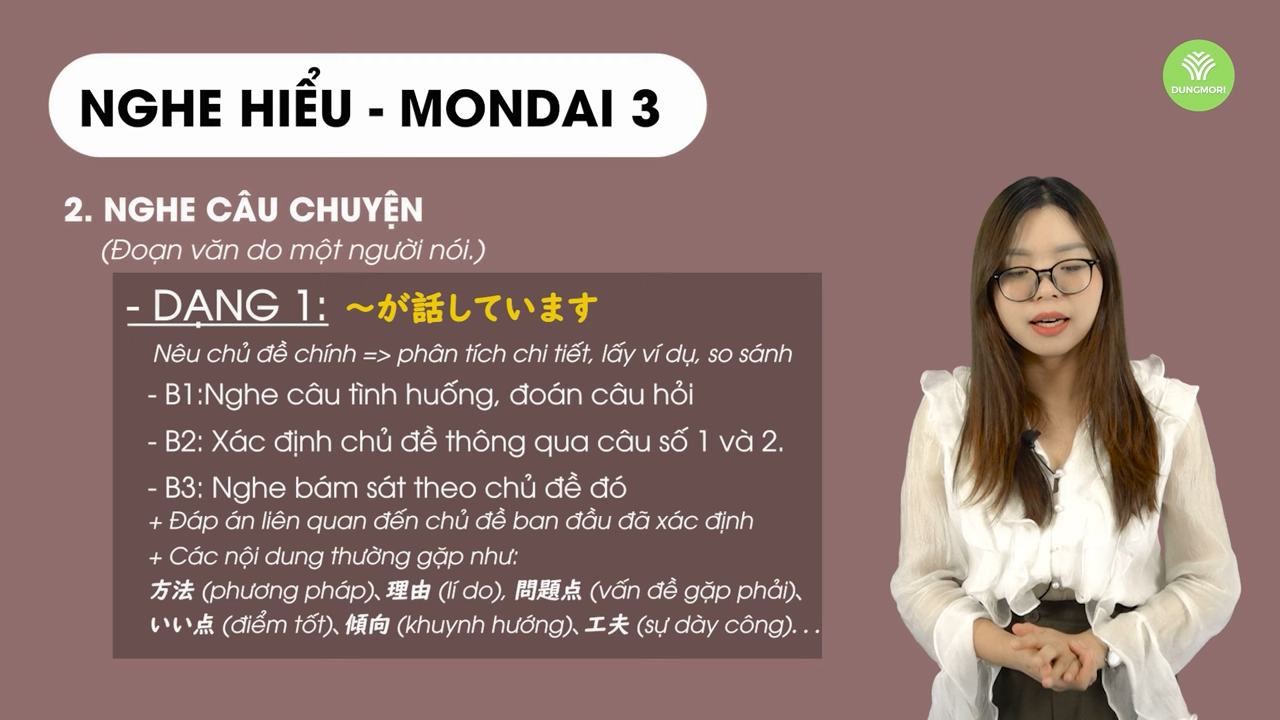 NGHE HIỂU - MONDAI 3
DUNGMORI
2. NGHE CÂU CHUYỆN
(Đoạn văn do một người nói.)
- DẠNG 1: ～が話しています
Nêu chủ đề chính => phân tích chi tiết, lấy ví dụ, so sánh
- B1:Nghe câu tình huống, đoán câu hỏi
- B2: Xác định chủ đề thông qua câu số 1 và 2.
- B3: Nghe bám sát theo chủ đề đó
+ Đáp án liên quan đến chủ đề ban đầu đã xác định
+ Các nội dung thường gặp như:
方法 (phương pháp)、理由 (lí do), 問題点 (vấn đề gặp phải)、
いい点 (điểm tốt)、傾向 (khuynh hướng)、工夫 (sự dày công)...